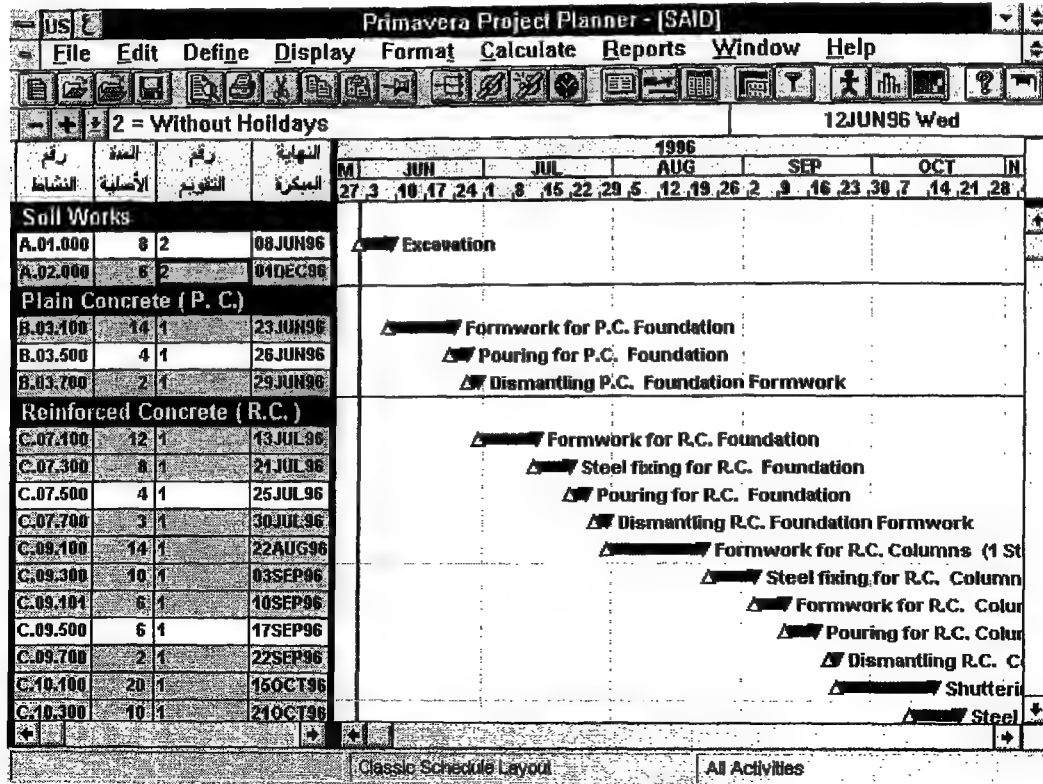 US
Primavera Project Planner - [SAID]
File Edit Define Display Format Calculate Reports Window Help
2 = Without Hoildays
12JUN96 Wed
رقم النشاط
المدة الأصلية
رقم التقويم
النهاية المبكرة
1996
M JUN JUL AUG SEP OCT N
27 3 10 17 24 1 8 15 22 29 5 12 19 26 2 9 16 23 30 7 14 21 28
Soil Works
A.01.000 8 2 08JUN96 Excavation
A.02.000 6 2 01DEC96
Plain Concrete ( P. C.)
B.03.100 14 1 23JUN96 Formwork for P.C. Foundation
B.03.500 4 1 26JUN96 Pouring for P.C. Foundation
B.03.700 2 1 29JUN96 Dismantling P.C. Foundation Formwork
Reinforced Concrete ( R.C. )
C.07.100 12 1 13JUL96 Formwork for R.C. Foundation
C.07.300 8 1 21JUL96 Steel fixing for R.C. Foundation
C.07.500 4 1 25JUL96 Pouring for R.C. Foundation
C.07.700 3 1 30JUL96 Dismantling R.C. Foundation Formwork
C.09.100 14 1 22AUG96 Formwork for R.C. Columns (1 St
C.09.300 10 1 03SEP96 Steel fixing for R.C. Column
C.09.101 6 1 10SEP96 Formwork for R.C. Colu
C.09.500 6 1 17SEP96 Pouring for R.C. Colu
C.09.700 2 1 22SEP96 Dismantling R.C. C
C.10.100 20 1 15OCT96 Shutteri
C.10.300 10 1 21OCT96 Steel
Classic Schedule Layout
All Activities